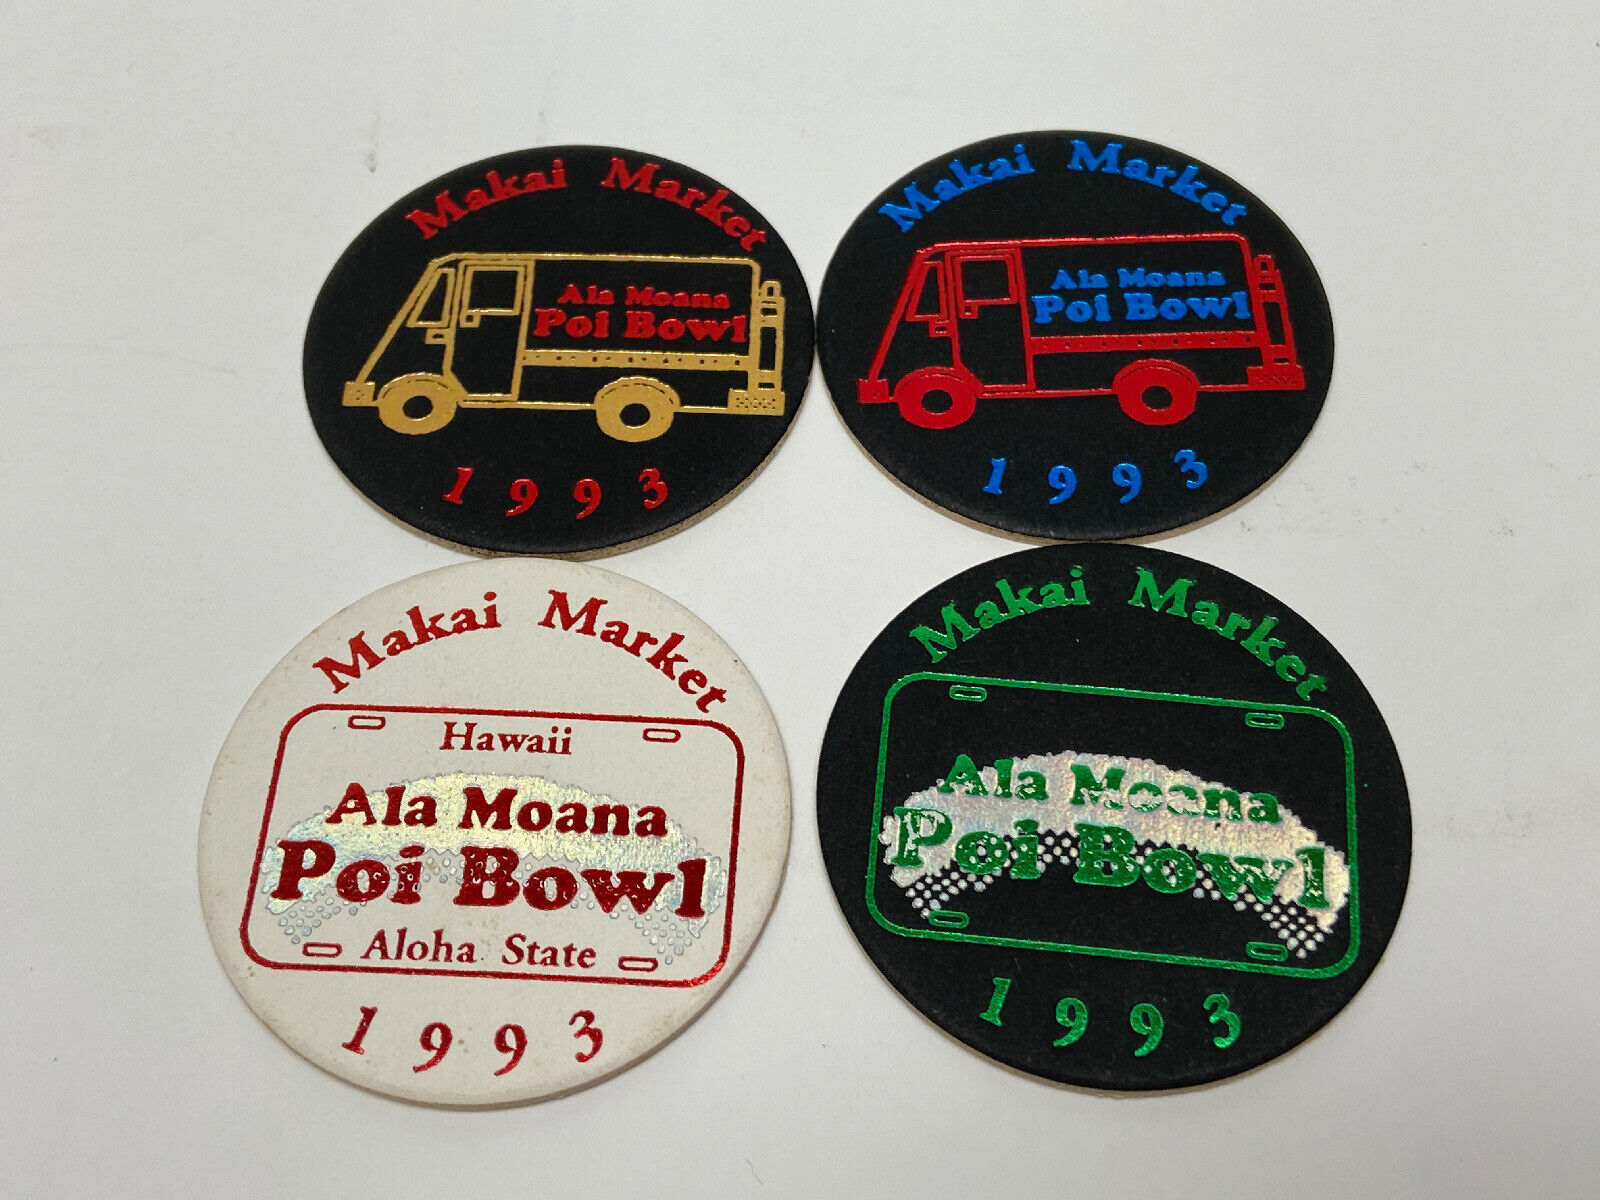 Makai Market
Ala Moana
Poi Bowl
1993
Makai Market
Ala Moana
Poi Bowl
1993
Makai Market
Hawaii
Ala Moana
Poi Bowl
Aloha State
1993
Makai Market
Ala Moana
Poi Bowl
1993